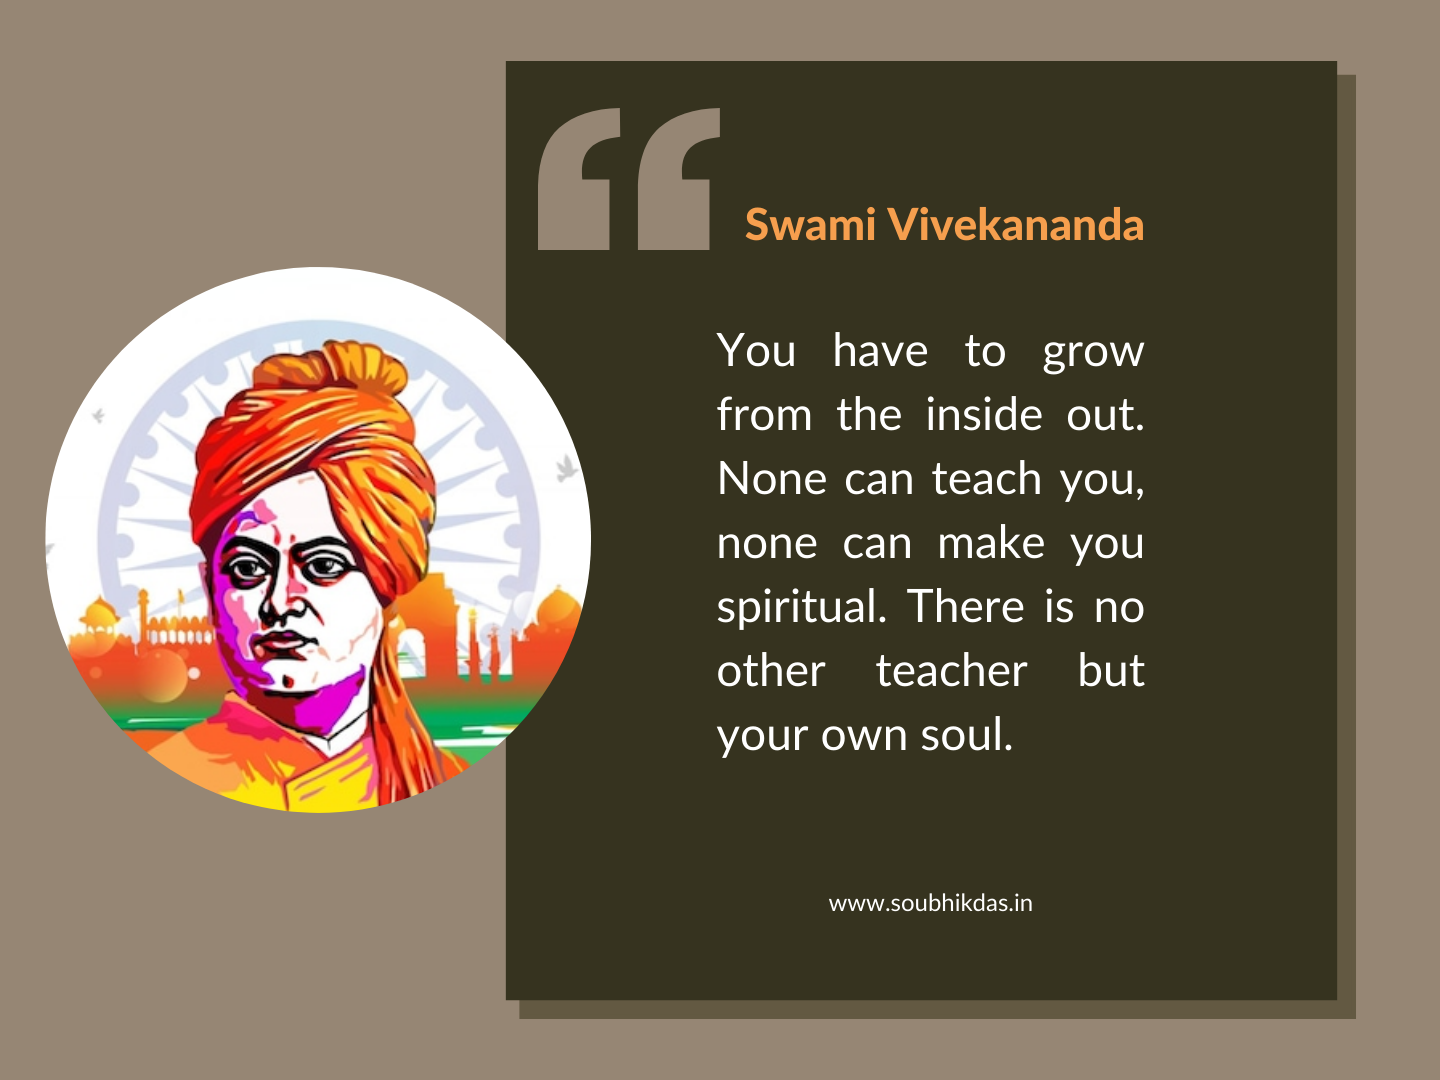 Swami Vivekananda
You have to grow
from the inside out.
None can teach you,
none can make you
spiritual. There is no
other teacher but
your own soul.
www.soubhikdas.in